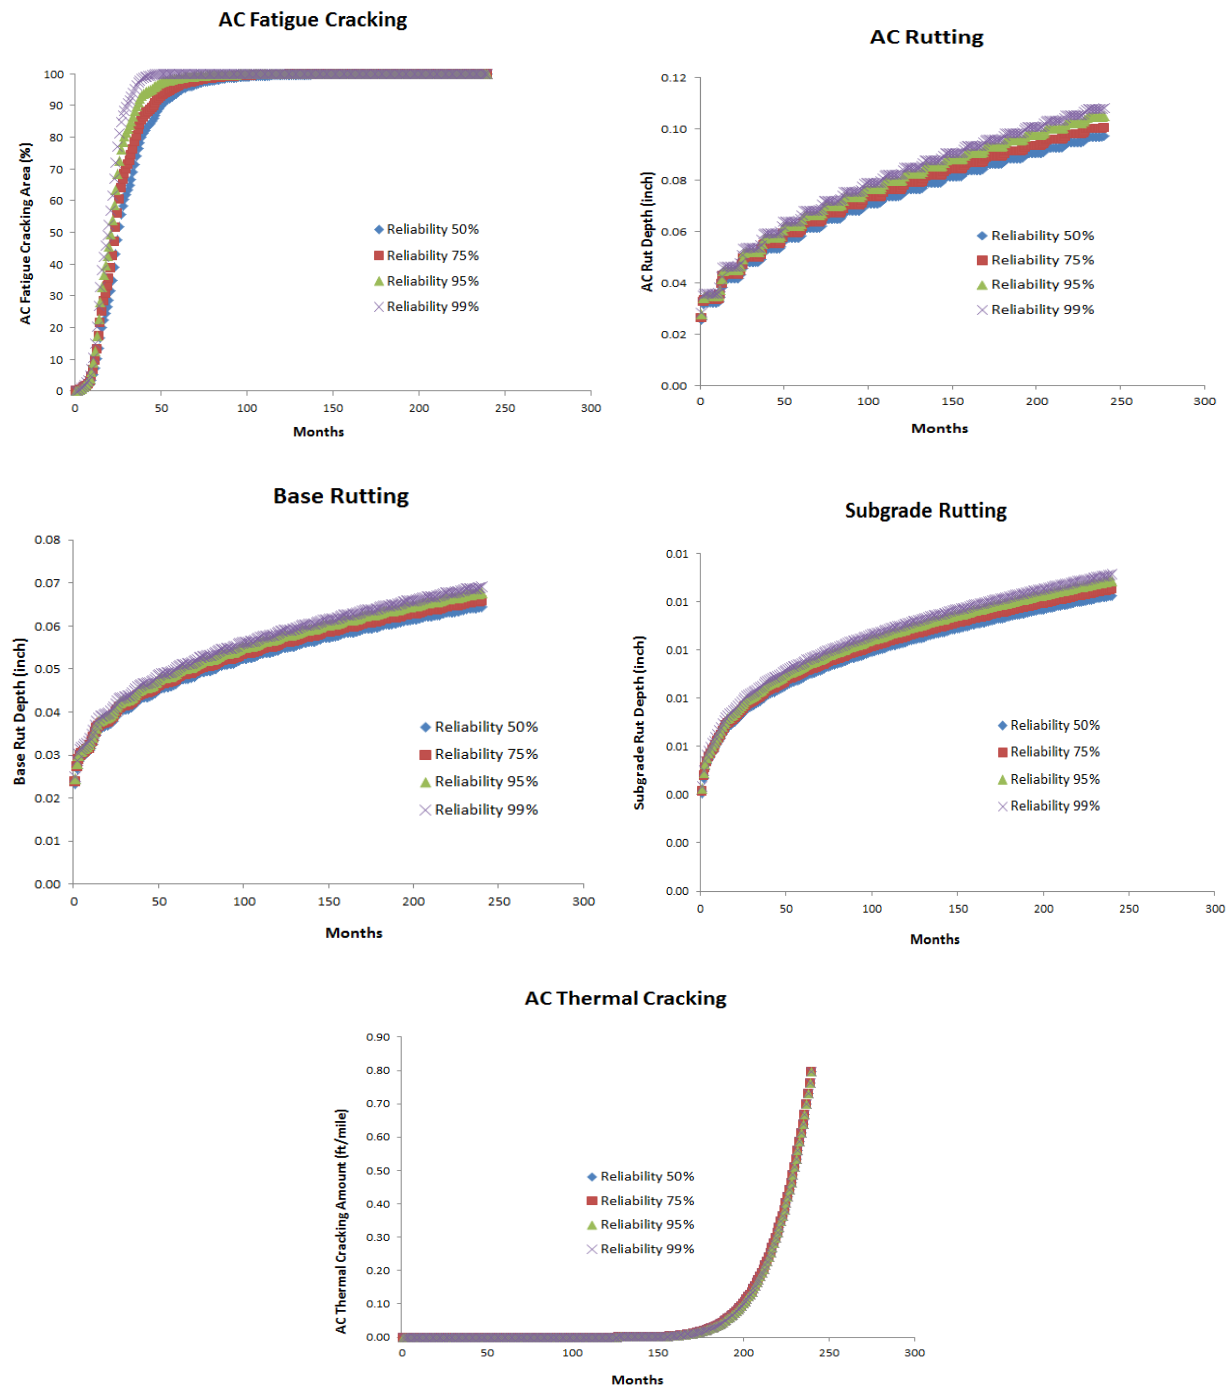 AC Fatigue Cracking
AC Fatigue Cracking Area (%)
100
90
80
70
60
50
40
30
20
10
0
0 50 100 150 200 250 300
Months
Reliability 50%
Reliability 75%
Reliability 95%
Reliability 99%
AC Rutting
AC Rut Depth (inch)
0.12
0.10
0.08
0.06
0.04
0.02
0.00
0 50 100 150 200 250 300
Months
Reliability 50%
Reliability 75%
Reliability 95%
Reliability 99%
Base Rutting
Base Rut Depth (inch)
0.08
0.07
0.06
0.05
0.04
0.03
0.02
0.01
0.00
0 50 100 150 200 250 300
Months
Reliability 50%
Reliability 75%
Reliability 95%
Reliability 99%
Subgrade Rutting
Subgrade Rut Depth (inch)
0.01
0.01
0.01
0.01
0.01
0.00
0.00
0.00
0 50 100 150 200 250 300
Months
Reliability 50%
Reliability 75%
Reliability 95%
Reliability 99%
AC Thermal Cracking
AC Thermal Cracking Amount (ft/mile)
0.90
0.80
0.70
0.60
0.50
0.40
0.30
0.20
0.10
0.00
0 50 100 150 200 250 300
Months
Reliability 50%
Reliability 75%
Reliability 95%
Reliability 99%